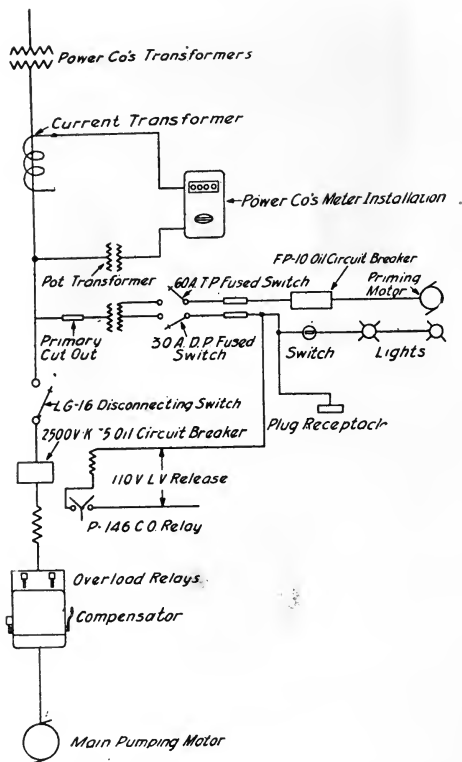 Power Co's Transformers
Current Transformer
Power Co's Meter Installation
FP-10 Oil Circuit Breaker
Pot Transformer
60A.T P Fused Switch
Priming
Motor
Primary
Cut Out
30 A.D.P Fused
Switch
Switch
Lights
LG-16 Disconnecting Switch
Plug Receptacle
2500V-K-5 Oil Circuit Breaker
110V LV Release
P-146 C.O. Relay
Overload Relays
Compensator
Main Pumping Motor